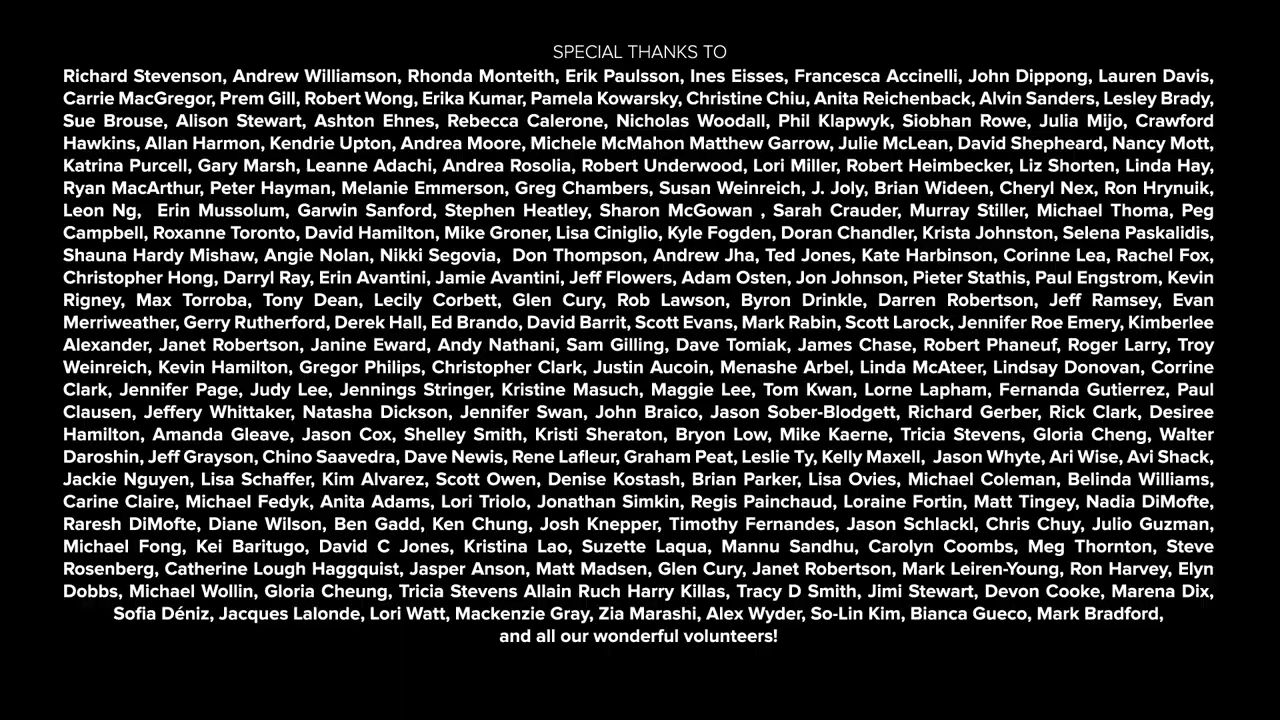 SPECIAL THANKS TO
Richard Stevenson, Andrew Williamson, Rhonda Monteith, Erik Paulsson, Ines Eisses, Francesca Accinelli, John Dippong, Lauren Davis,
Carrie MacGregor, Prem Gill, Robert Wong, Erika Kumar, Pamela Kowarsky, Christine Chiu, Anita Reichenback, Alvin Sanders, Lesley Brady,
Sue Brouse, Alison Stewart, Ashton Ehnes, Rebecca Calerone, Nicholas Woodall, Phil Klapwyk, Siobhan Rowe, Julia Mijo, Crawford
Hawkins, Allan Harmon, Kendrie Upton, Andrea Moore, Michele McMahon Matthew Garrow, Julie McLean, David Shepheard, Nancy Mott,
Katrina Purcell, Gary Marsh, Leanne Adachi, Andrea Rosolia, Robert Underwood, Lori Miller, Robert Heimbecker, Liz Shorten, Linda Hay,
Ryan MacArthur, Peter Hayman, Melanie Emmerson, Greg Chambers, Susan Weinreich, J. Joly, Brian Wideen, Cheryl Nex, Ron Hrynuik,
Leon Ng,  Erin Mussolum, Garwin Sanford, Stephen Heatley, Sharon McGowan , Sarah Crauder, Murray Stiller, Michael Thoma, Peg
Campbell, Roxanne Toronto, David Hamilton, Mike Groner, Lisa Ciniglio, Kyle Fogden, Doran Chandler, Krista Johnston, Selena Paskalidis,
Shauna Hardy Mishaw, Angie Nolan, Nikki Segovia,  Don Thompson, Andrew Jha, Ted Jones, Kate Harbinson, Corinne Lea, Rachel Fox,
Christopher Hong, Darryl Ray, Erin Avantini, Jamie Avantini, Jeff Flowers, Adam Osten, Jon Johnson, Pieter Stathis, Paul Engstrom, Kevin
Rigney, Max Torroba, Tony Dean, Lecily Corbett, Glen Cury, Rob Lawson, Byron Drinkle, Darren Robertson, Jeff Ramsey, Evan
Merriweather, Gerry Rutherford, Derek Hall, Ed Brando, David Barrit, Scott Evans, Mark Rabin, Scott Larock, Jennifer Roe Emery, Kimberlee
Alexander, Janet Robertson, Janine Eward, Andy Nathani, Sam Gilling, Dave Tomiak, James Chase, Robert Phaneuf, Roger Larry, Troy
Weinreich, Kevin Hamilton, Gregor Philips, Christopher Clark, Justin Aucoin, Menashe Arbel, Linda McAteer, Lindsay Donovan, Corrine
Clark, Jennifer Page, Judy Lee, Jennings Stringer, Kristine Masuch, Maggie Lee, Tom Kwan, Lorne Lapham, Fernanda Gutierrez, Paul
Clausen, Jeffery Whittaker, Natasha Dickson, Jennifer Swan, John Braico, Jason Sober-Blodgett, Richard Gerber, Rick Clark, Desiree
Hamilton, Amanda Gleave, Jason Cox, Shelley Smith, Kristi Sheraton, Bryon Low, Mike Kaerne, Tricia Stevens, Gloria Cheng, Walter
Daroshin, Jeff Grayson, Chino Saavedra, Dave Newis, Rene Lafleur, Graham Peat, Leslie Ty, Kelly Maxell,  Jason Whyte, Ari Wise, Avi Shack,
Jackie Nguyen, Lisa Schaffer, Kim Alvarez, Scott Owen, Denise Kostash, Brian Parker, Lisa Ovies, Michael Coleman, Belinda Williams,
Carine Claire, Michael Fedyk, Anita Adams, Lori Triolo, Jonathan Simkin, Regis Painchaud, Loraine Fortin, Matt Tingey, Nadia DiMofte,
Raresh DiMofte, Diane Wilson, Ben Gadd, Ken Chung, Josh Knepper, Timothy Fernandes, Jason Schlackl, Chris Chuy, Julio Guzman,
Michael Fong, Kei Baritugo, David C Jones, Kristina Lao, Suzette Laqua, Mannu Sandhu, Carolyn Coombs, Meg Thornton, Steve
Rosenberg, Catherine Lough Haggquist, Jasper Anson, Matt Madsen, Glen Cury, Janet Robertson, Mark Leiren-Young, Ron Harvey, Elyn
Dobbs, Michael Wollin, Gloria Cheung, Tricia Stevens Allain Ruch Harry Killas, Tracy D Smith, Jimi Stewart, Devon Cooke, Marena Dix,
Sofia Déniz, Jacques Lalonde, Lori Watt, Mackenzie Gray, Zia Marashi, Alex Wyder, So-Lin Kim, Bianca Gueco, Mark Bradford,
and all our wonderful volunteers!